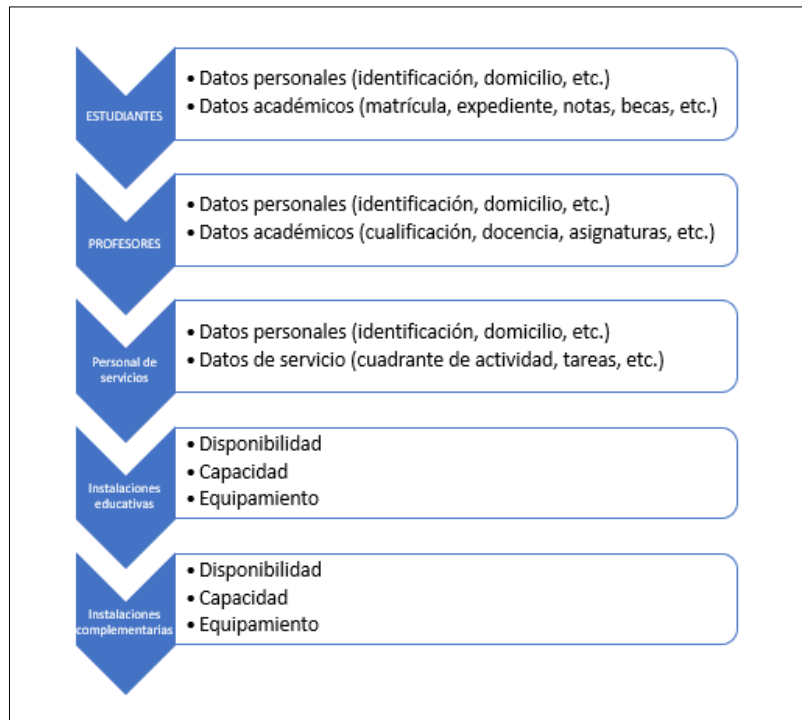 ESTUDIANTES
• Datos personales (identificación, domicilio, etc.)
• Datos académicos (matrícula, expediente, notas, becas, etc.)
PROFESORES
• Datos personales (identificación, domicilio, etc.)
• Datos académicos (cualificación, docencia, asignaturas, etc.)
Personal de
servicios
• Datos personales (identificación, domicilio, etc.)
• Datos de servicio (cuadrante de actividad, tareas, etc.)
Instalaciones
educativas
• Disponibilidad
• Capacidad
• Equipamiento
Instalaciones
complementarias
• Disponibilidad
• Capacidad
• Equipamiento